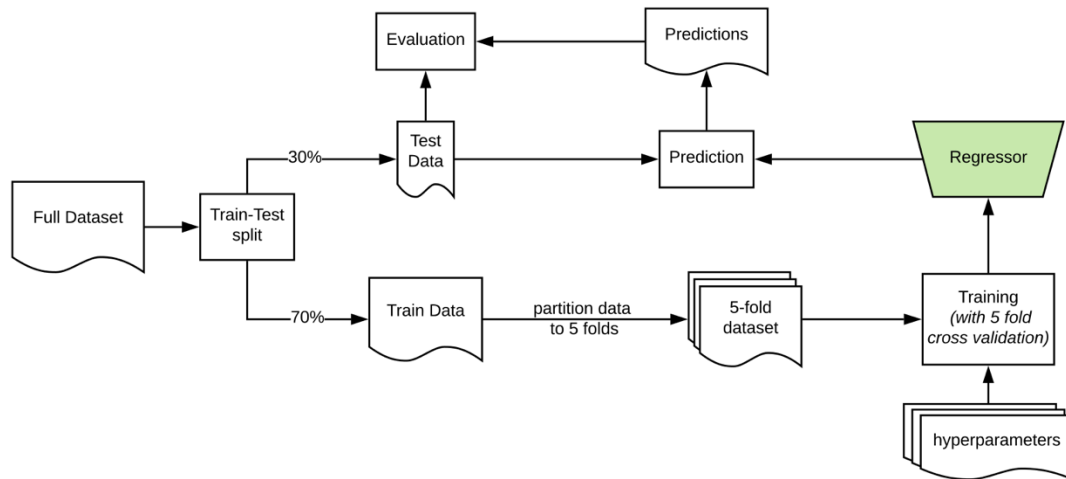 Evaluation
Predictions
30%
Test
Data
Prediction
Regressor
Full Dataset
Train-Test
split
70%
Train Data
partition data
to 5 folds
5-fold
dataset
Training
(with 5 fold
cross validation)
hyperparameters